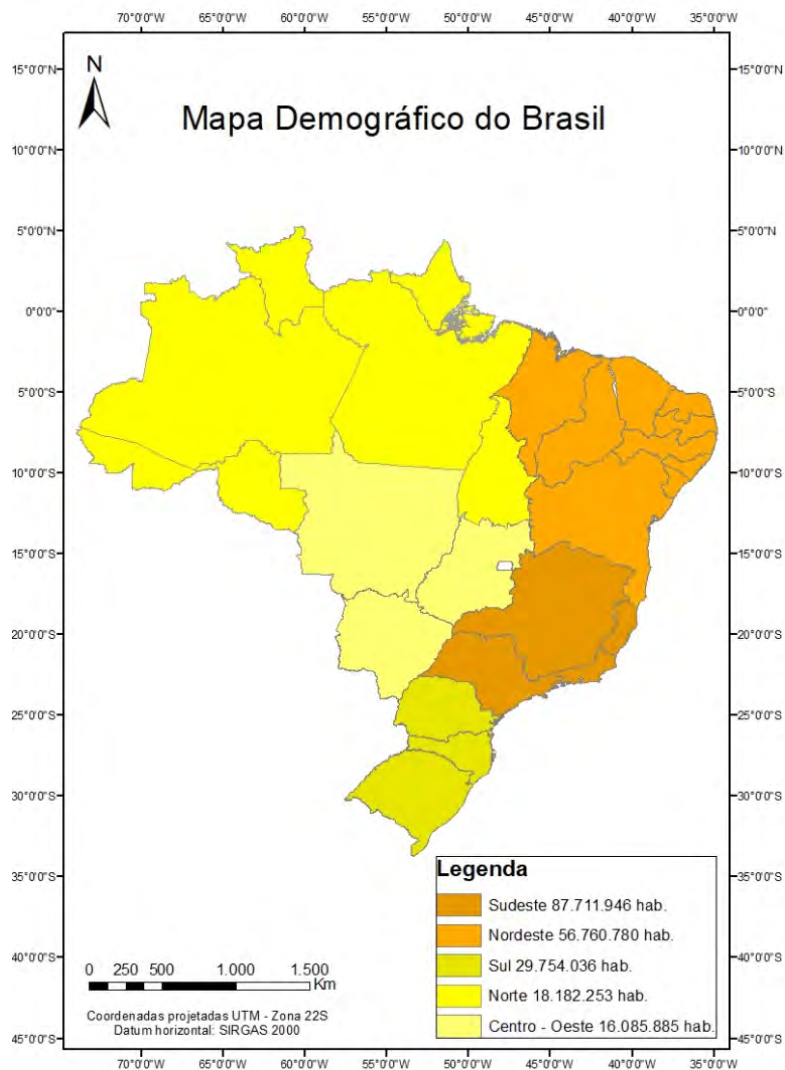 70°0'0"W 65°0'0"W 60°0'0"W 55°0'0"W 50°0'0"W 45°0'0"W 40°0'0"W 35°0'0"W
N
Mapa Demográfico do Brasil
15°0'0"N 15°0'0"N
10°0'0"N 10°0'0"N
5°0'0"N 5°0'0"N
0°0'0" 0°0'0"
5°0'0"S 5°0'0"S
10°0'0"S 10°0'0"S
15°0'0"S 15°0'0"S
20°0'0"S 20°0'0"S
25°0'0"S 25°0'0"S
30°0'0"S 30°0'0"S
35°0'0"S 35°0'0"S
40°0'0"S 40°0'0"S
45°0'0"S 45°0'0"S
Legenda
Sudeste 87.711.946 hab.
Nordeste 56.760.780 hab.
Sul 29.754.036 hab.
Norte 18.182.253 hab.
Centro - Oeste 16.085.885 hab.
0 250 500 1.000 1.500
Km
Coordenadas projetadas UTM - Zona 22S
Datum horizontal: SIRGAS 2000
70°0'0"W 65°0'0"W 60°0'0"W 55°0'0"W 50°0'0"W 45°0'0"W 40°0'0"W 35°0'0"W